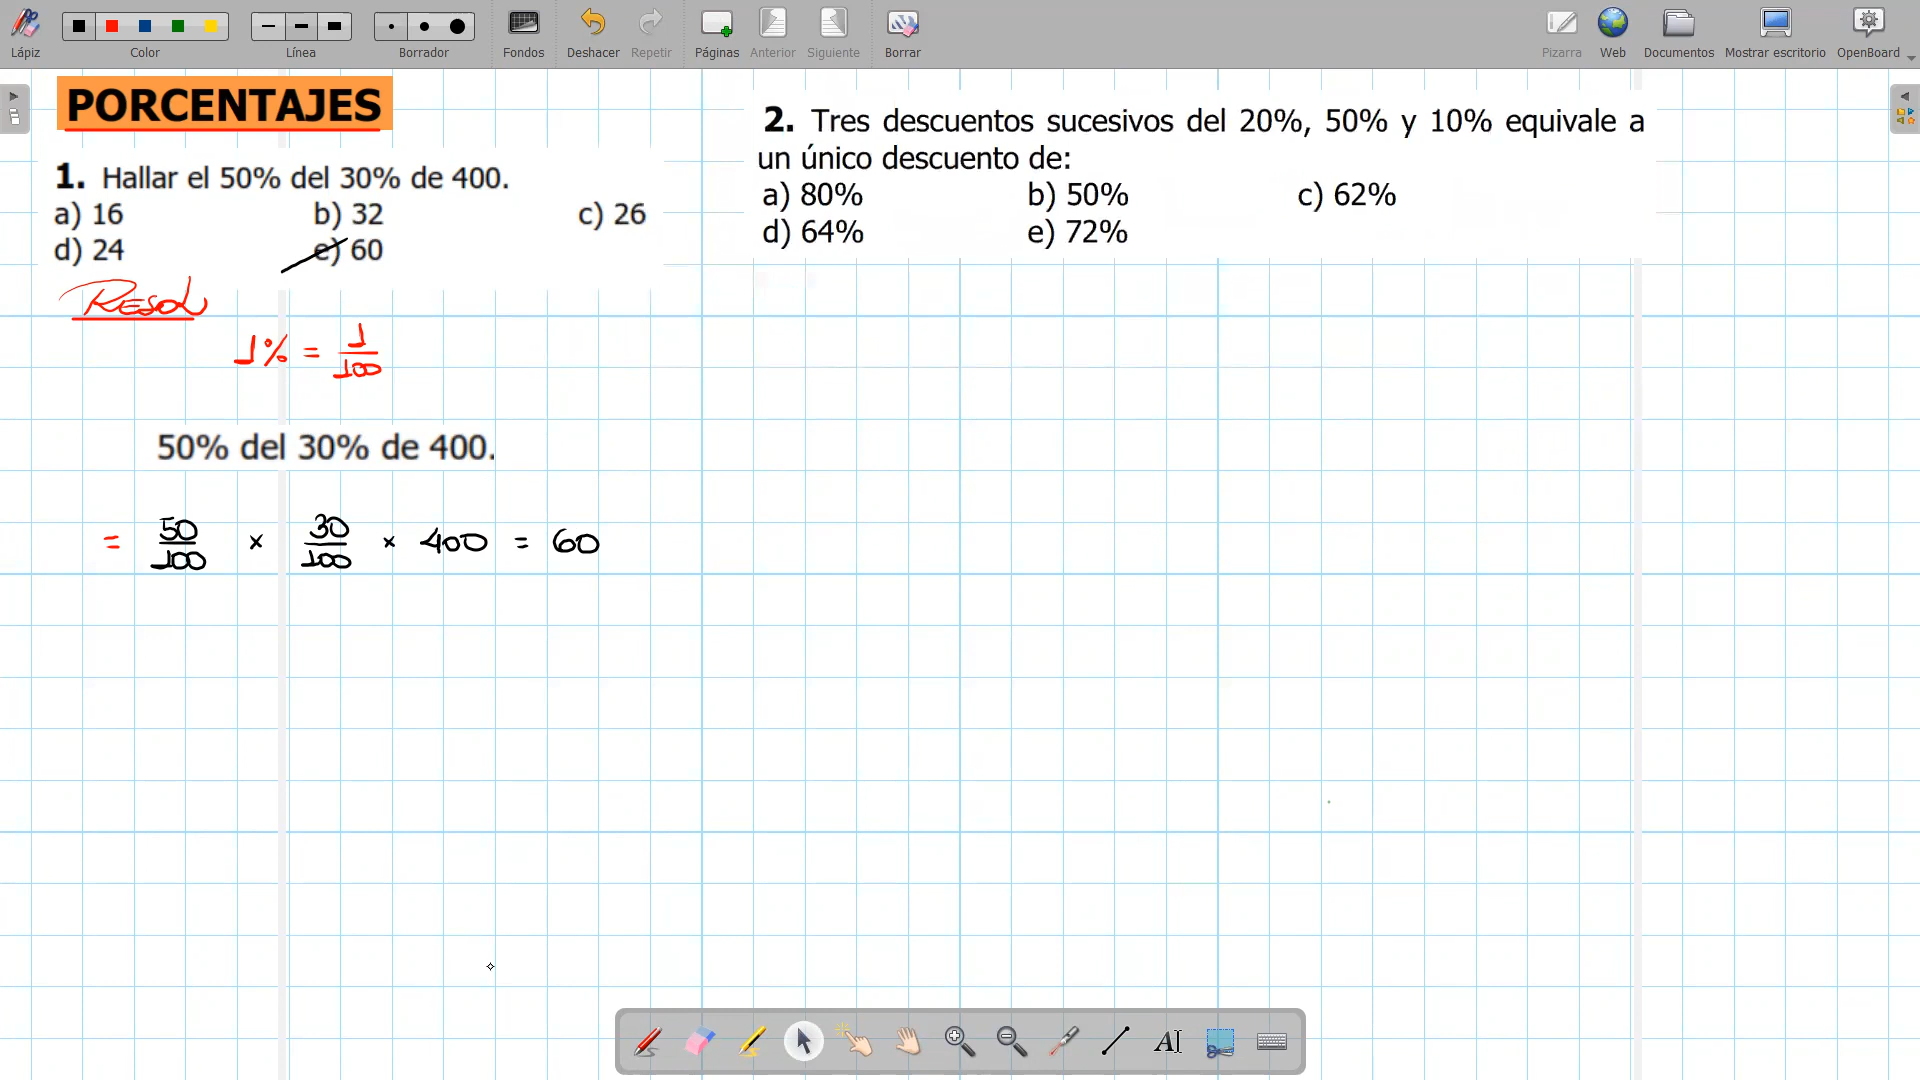 Lápiz
Color
Línea
Borrador
Fondos
Deshacer
Repetir
Páginas
Anterior
Siguiente
Borrar
Pizarra
Web
Documentos
Mostrar escritorio
OpenBoard
PORCENTAJES
1. Hallar el 50% del 30% de 400.
a) 16 b) 32 c) 26
d) 24 e) 60
RESOL
1% = 1/100
50% del 30% de 400.
= 50/100 × 30/100 × 400 = 60
2. Tres descuentos sucesivos del 20%, 50% y 10% equivale a
un único descuento de:
a) 80% b) 50% c) 62%
d) 64% e) 72%
AI